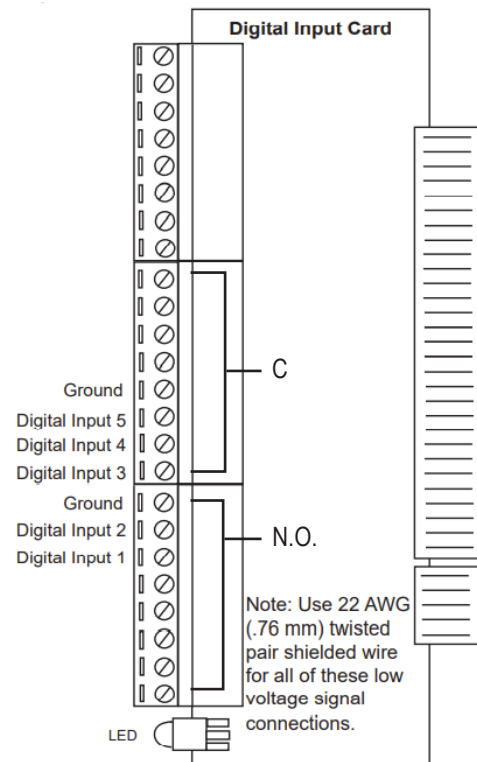 Digital Input Card
C
Ground
Digital Input 5
Digital Input 4
Digital Input 3
Ground
Digital Input 2
Digital Input 1
N.O.
Note: Use 22 AWG
(.76 mm) twisted
pair shielded wire
for all of these low
voltage signal
connections.
LED